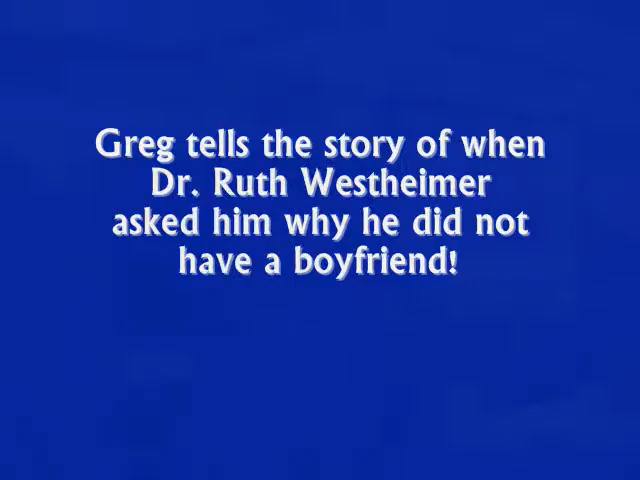 Greg tells the story of when
Dr. Ruth Westheimer
asked him why he did not
have a boyfriend!